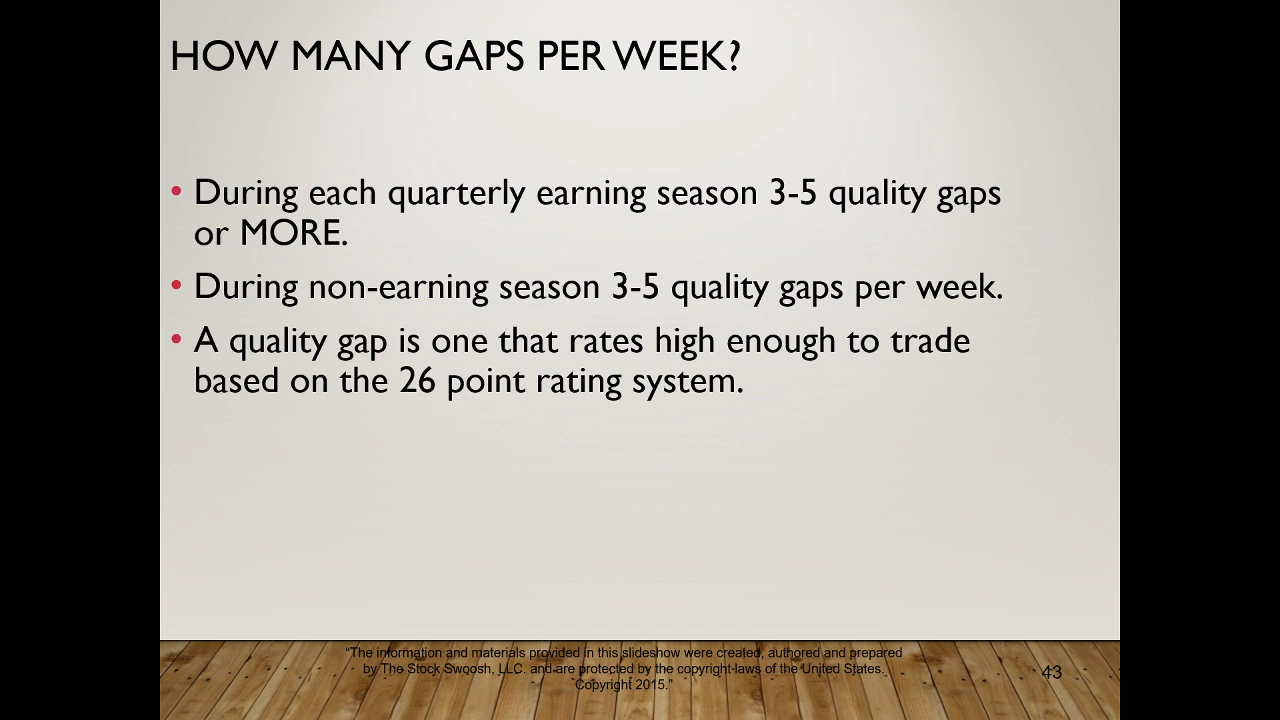 HOW MANY GAPS PER WEEK?
• During each quarterly earning season 3-5 quality gaps
or MORE.
• During non-earning season 3-5 quality gaps per week.
• A quality gap is one that rates high enough to trade
based on the 26 point rating system.
"The information and materials provided in this slideshow were created, authored and prepared
by The Stock Swoosh, LLC. and are protected by the copyright laws of the United States.
Copyright 2015."
43